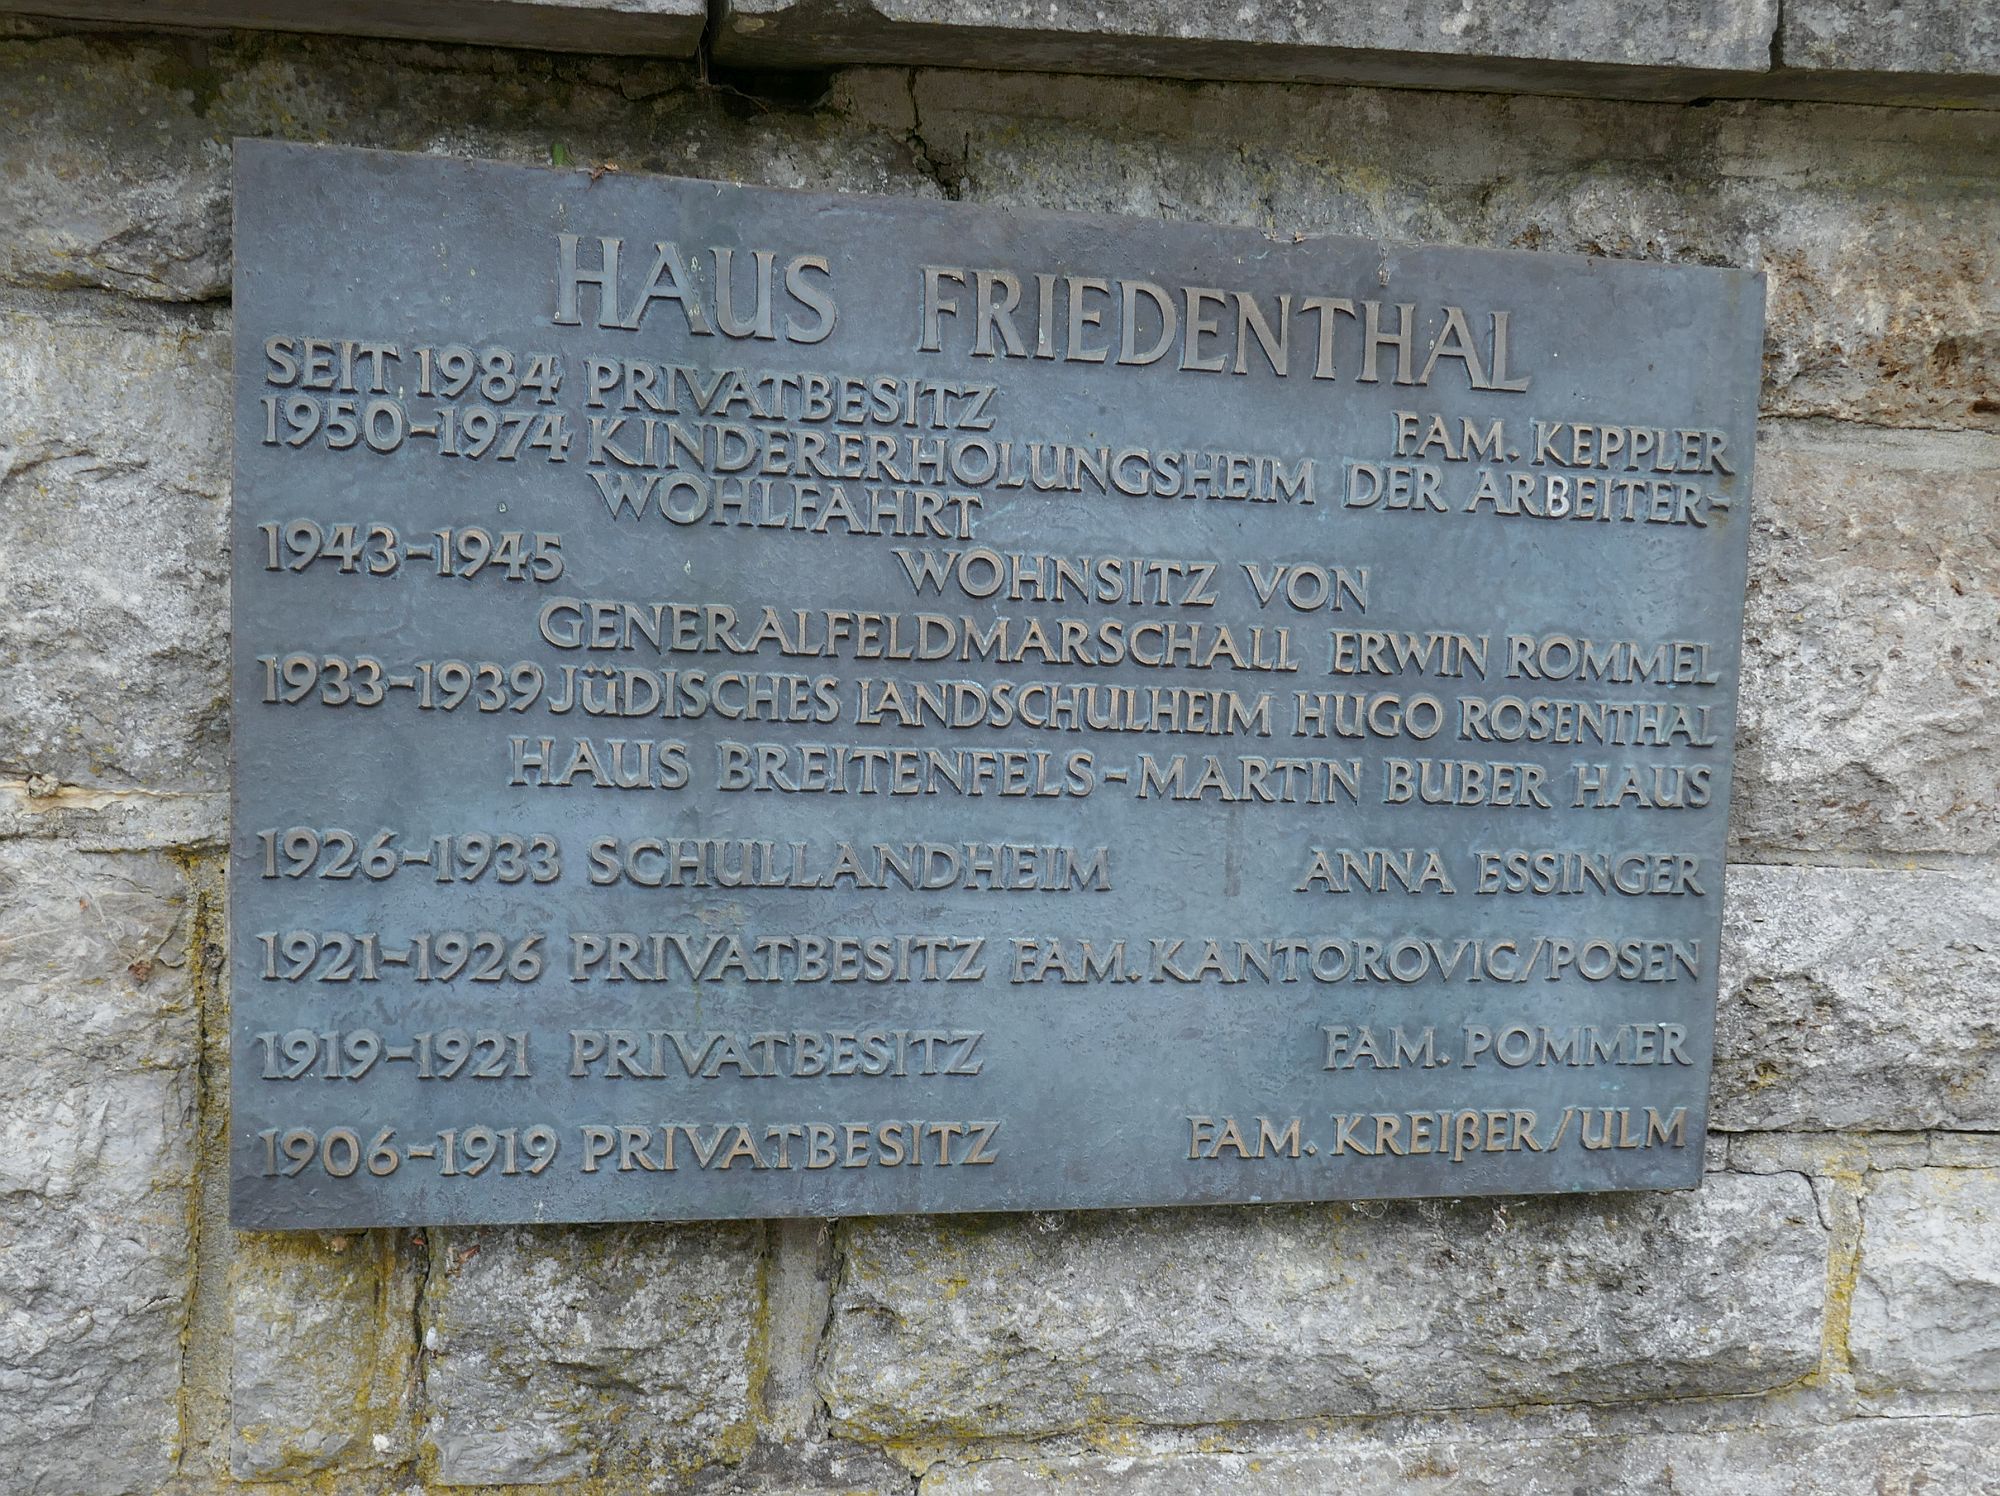 HAUS FRIEDENTHAL
SEIT 1984 PRIVATBESITZ FAM. KEPPLER
1950-1974 KINDERERHOLUNGSHEIM DER ARBEITER-
WOHLFAHRT
1943-1945 WOHNSITZ VON
GENERALFELDMARSCHALL ERWIN ROMMEL
1933-1939 JÜDISCHES LANDSCHULHEIM HUGO ROSENTHAL
HAUS BREITENFELS-MARTIN BUBER HAUS
1926-1933 SCHULLANDHEIM ANNA ESSINGER
1921-1926 PRIVATBESITZ FAM. KANTOROVIC/POSEN
1919-1921 PRIVATBESITZ FAM. POMMER
1906-1919 PRIVATBESITZ FAM. KREIßER/ULM